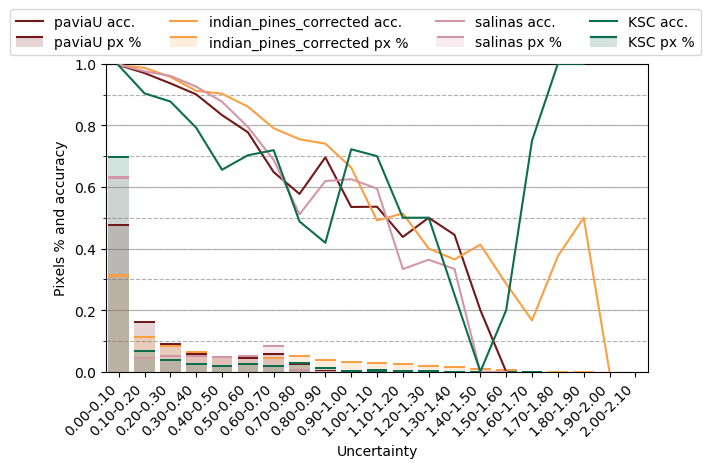 paviaU acc. indian_pines_corrected acc. salinas acc. KSC acc.
paviaU px % indian_pines_corrected px % salinas px % KSC px %
1.0
0.8
0.6
0.4
0.2
0.0
Pixels % and accuracy
0.00-0.10 0.10-0.20 0.20-0.30 0.30-0.40 0.40-0.50 0.50-0.60 0.60-0.70 0.70-0.80 0.80-0.90 0.90-1.00 1.00-1.10 1.10-1.20 1.20-1.30 1.30-1.40 1.40-1.50 1.50-1.60 1.60-1.70 1.70-1.80 1.80-1.90 1.90-2.00 2.00-2.10
Uncertainty